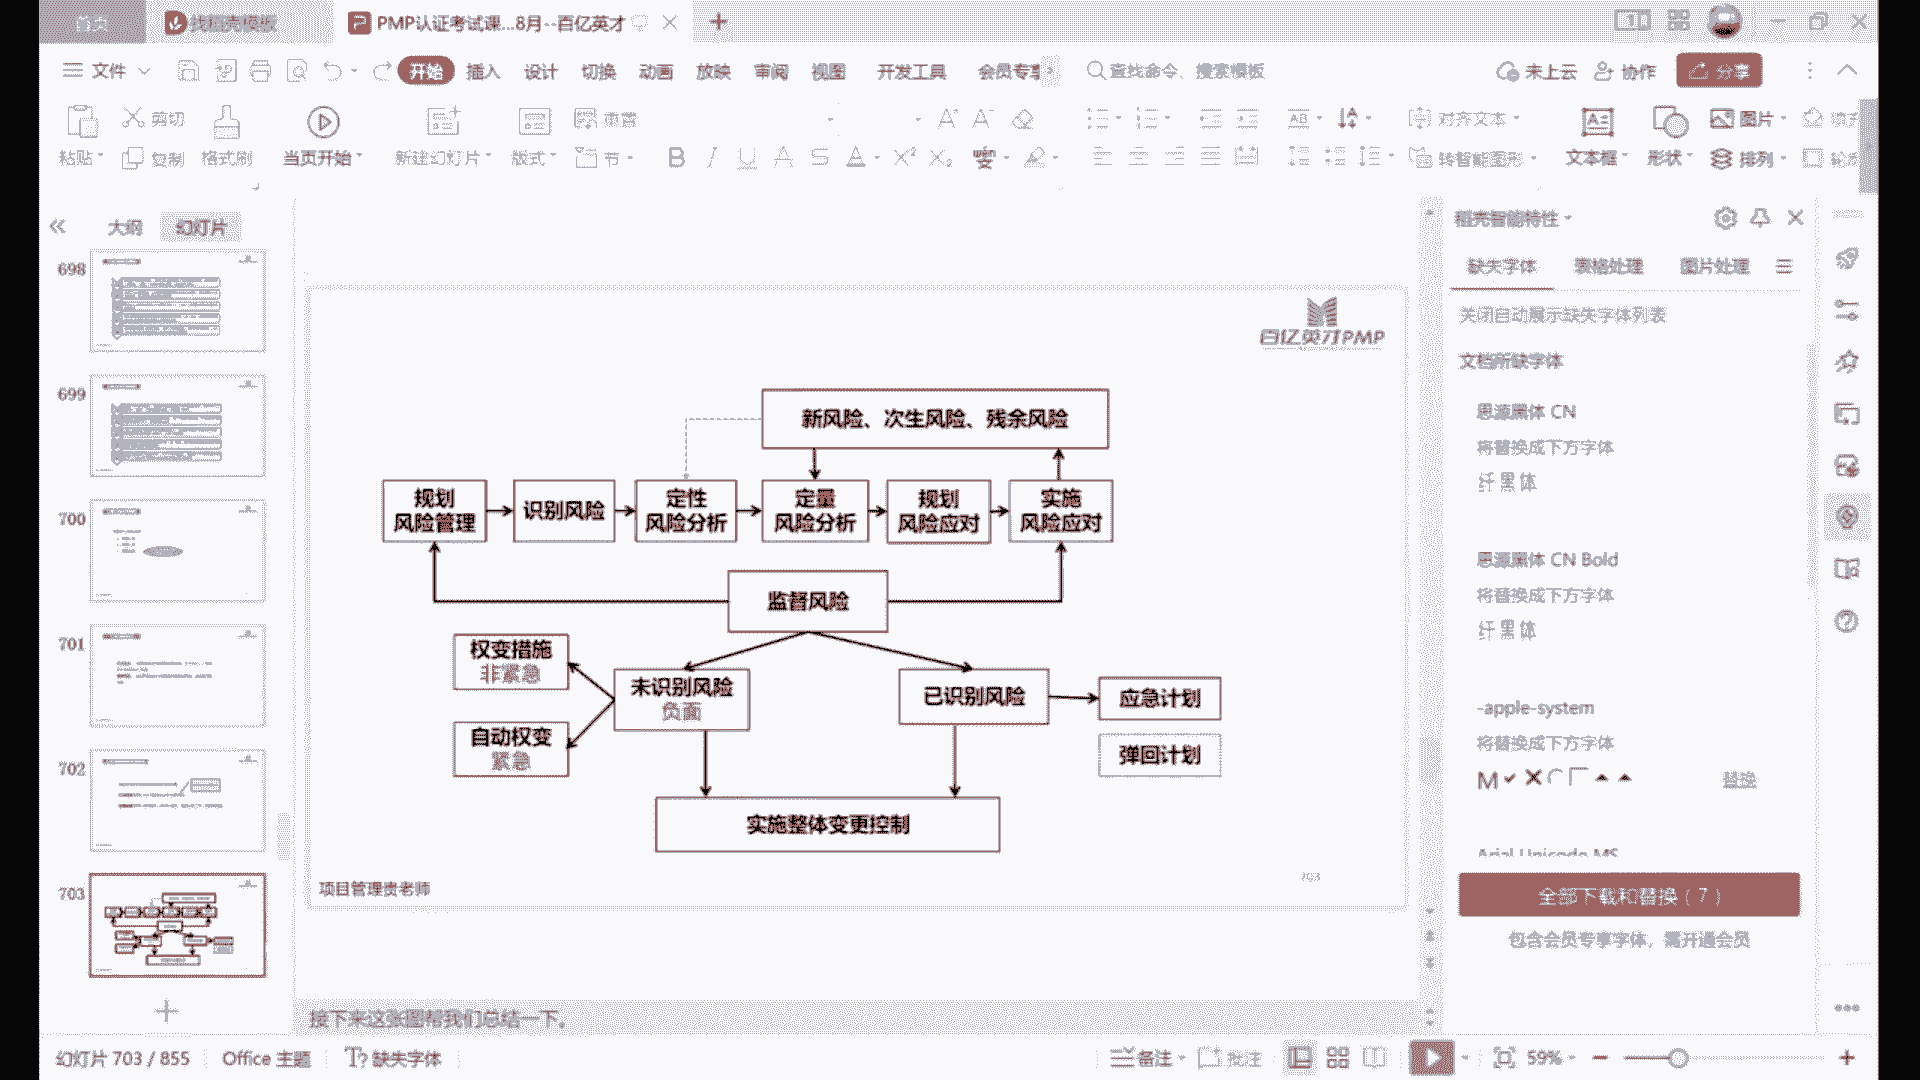 首页
找稻壳模板
PMP认证考试课...8月--百亿英才
文件
开始
插入
设计
切换
动画
放映
审阅
视图
开发工具
会员专享
查找命令、搜索模板
未上云
协作
分享
粘贴
剪切
复制
格式刷
当页开始
新建幻灯片
版式
重置
节
对齐文本
转智能图形
文本框
形状
图片
排列
大纲
幻灯片
698
699
700
701
702
703
百亿英才PMP
新风险、次生风险、残余风险
规划
风险管理
识别风险
定性
风险分析
定量
风险分析
规划
风险应对
实施
风险应对
监督风险
权变措施
非紧急
自动权变
紧急
未识别风险
负面
已识别风险
应急计划
弹回计划
实施整体变更控制
项目管理贵老师
703
稻壳智能特性
缺失字体
表格处理
图片处理
关闭自动展示缺失字体列表
文档所缺字体
思源黑体 CN
将替换成下方字体
纤黑体
思源黑体 CN Bold
将替换成下方字体
纤黑体
-apple-system
将替换成下方字体
替换
Arial Unicode MS
全部下载和替换（7）
包含会员专享字体，需开通会员
接下来这张图帮我们总结一下。
幻灯片 703 / 855
Office 主题
缺失字体
备注
批注
59%